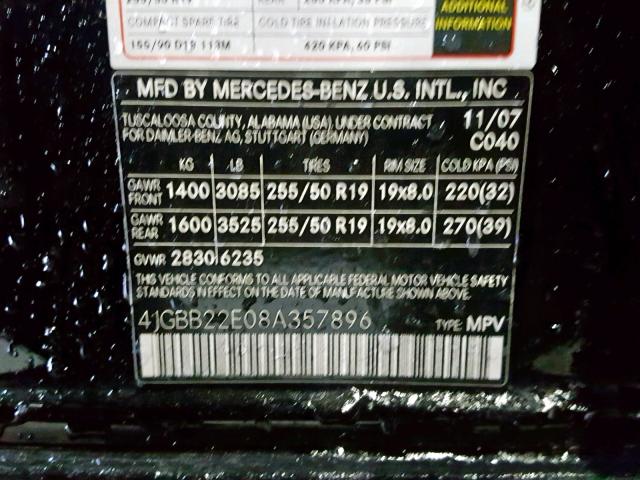 ADDITIONAL
INFORMATION
COMPACT SPARE TIRE COLD TIRE INFLATION PRESSURE
155/90 D18 113M 420 KPA, 60 PSI
MFD BY MERCEDES-BENZ U.S. INTL., INC
TUSCALOOSA COUNTY, ALABAMA (USA), UNDER CONTRACT 11/07
FOR DAIMLER-BENZ AG, STUTTGART (GERMANY) C040
KG LB TIRES RIM SIZE COLD KPA (PSI)
GAWR FRONT 1400 3085 255/50 R19 19x8.0 220(32)
GAWR REAR 1600 3525 255/50 R19 19x8.0 270(39)
GVWR 2830 6235
THIS VEHICLE CONFORMS TO ALL APPLICABLE FEDERAL MOTOR VEHICLE SAFETY
STANDARDS IN EFFECT ON THE DATE OF MANUFACTURE SHOWN ABOVE.
4JGBB22E08A357896 TYPE: MPV